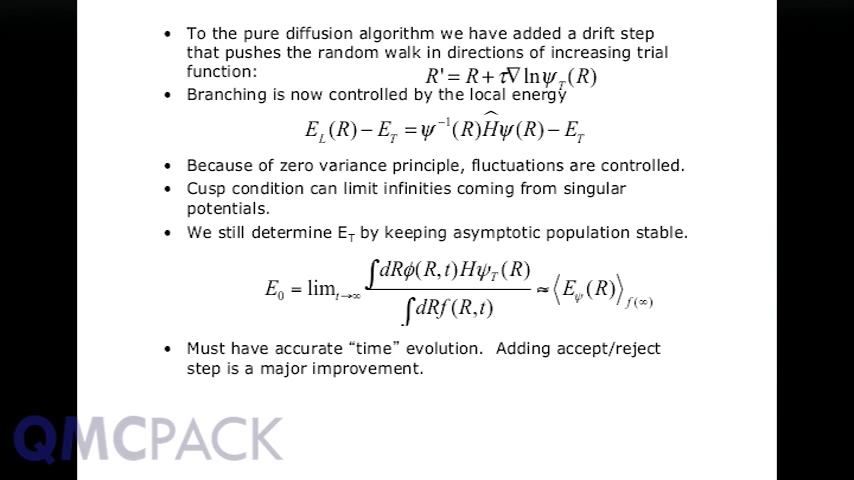 • To the pure diffusion algorithm we have added a drift step
that pushes the random walk in directions of increasing trial
function:
R' = R + τ∇ ln ψ_T(R)
• Branching is now controlled by the local energy
E_L(R) − E_T = ψ⁻¹(R)Ĥψ(R) − E_T
• Because of zero variance principle, fluctuations are controlled.
• Cusp condition can limit infinities coming from singular
potentials.
• We still determine E_T by keeping asymptotic population stable.
E_0 = lim_{t→∞} ∫dRϕ(R,t)Hψ_T(R) / ∫dRf(R,t) ≈ ⟨E_ψ(R)⟩_{f(∞)}
• Must have accurate “time” evolution. Adding accept/reject
step is a major improvement.
QMCPACK